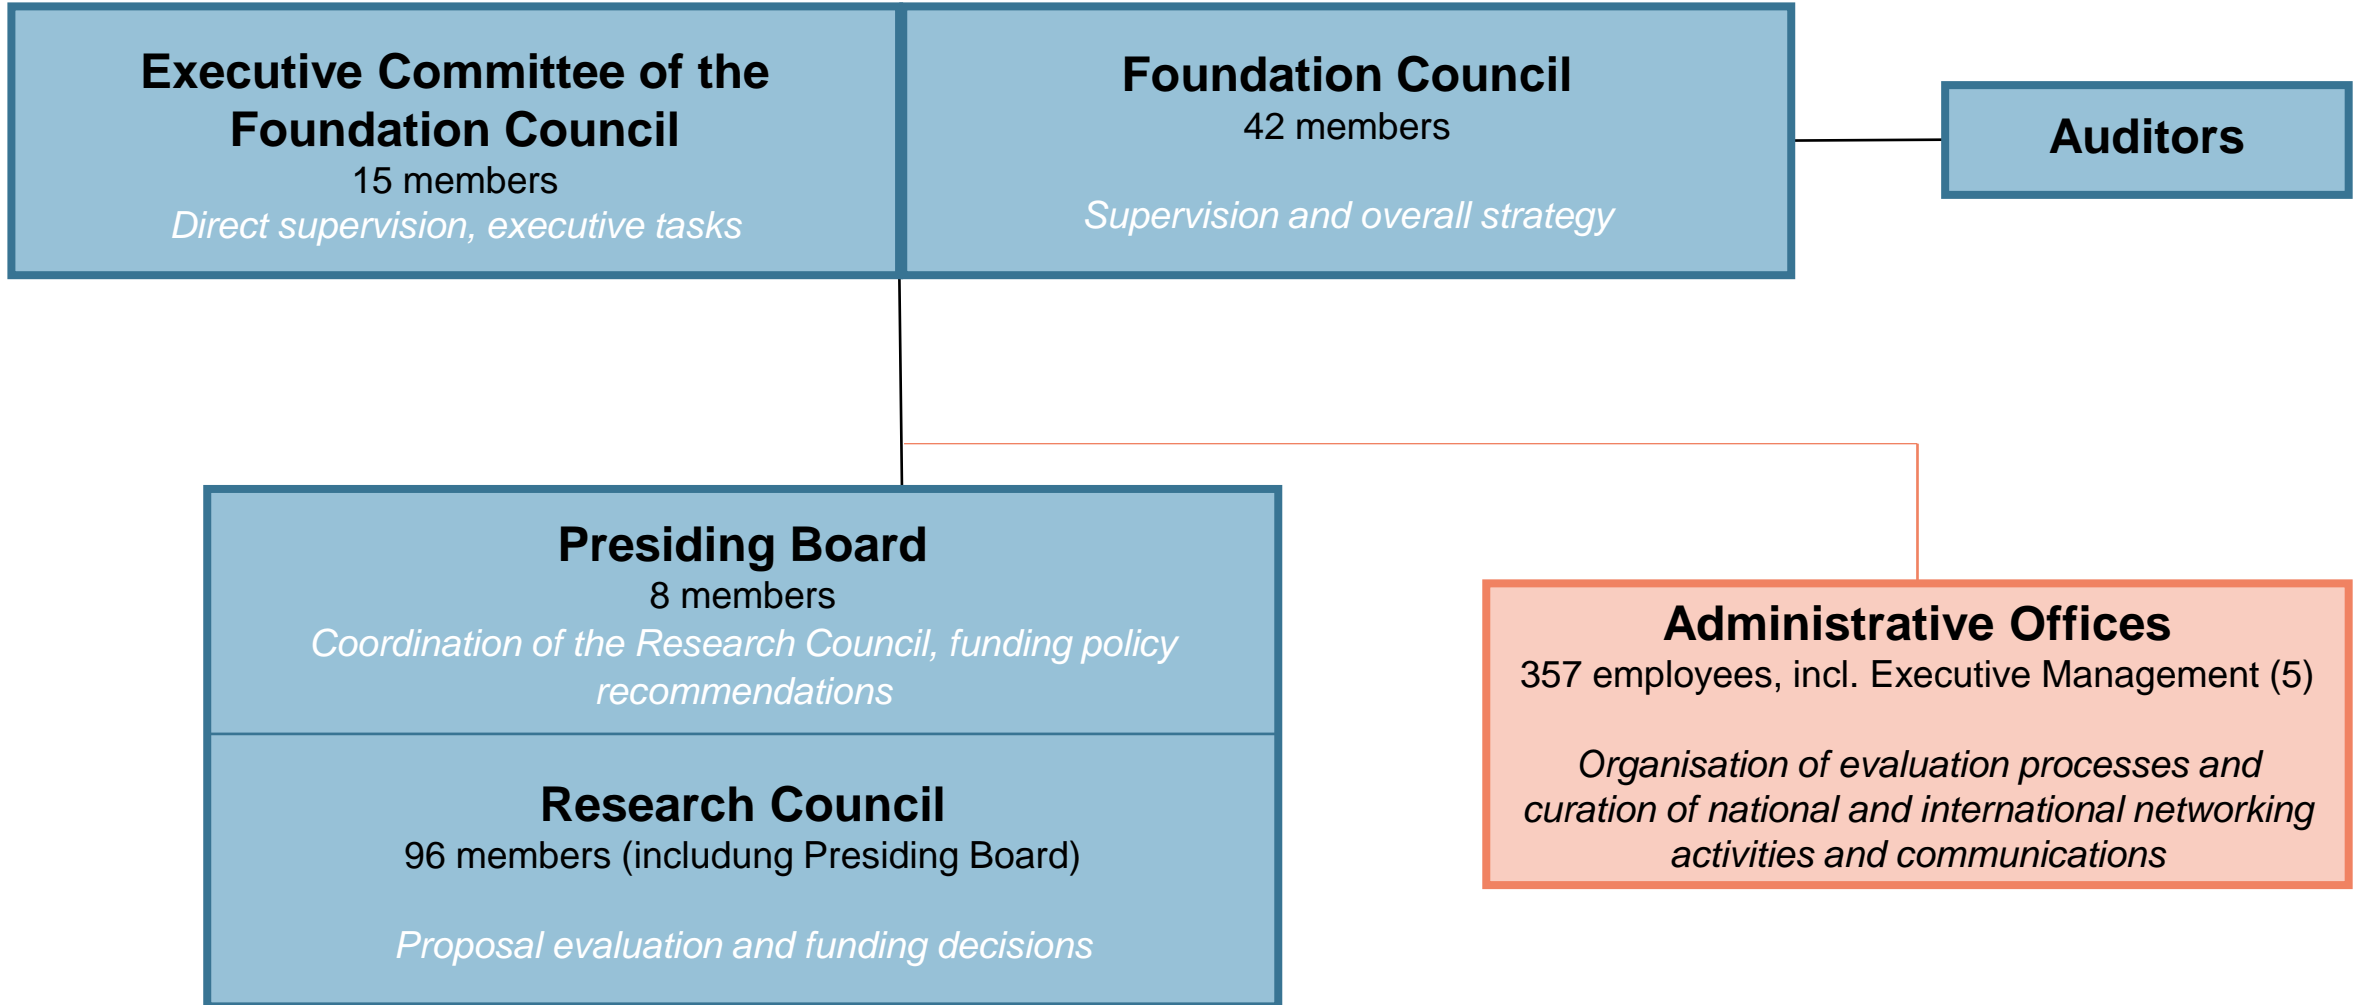 Executive Committee of the
Foundation Council
15 members
Direct supervision, executive tasks
Foundation Council
42 members
Supervision and overall strategy
Auditors
Presiding Board
8 members
Coordination of the Research Council, funding policy
recommendations
Research Council
96 members (includung Presiding Board)
Proposal evaluation and funding decisions
Administrative Offices
357 employees, incl. Executive Management (5)
Organisation of evaluation processes and
curation of national and international networking
activities and communications